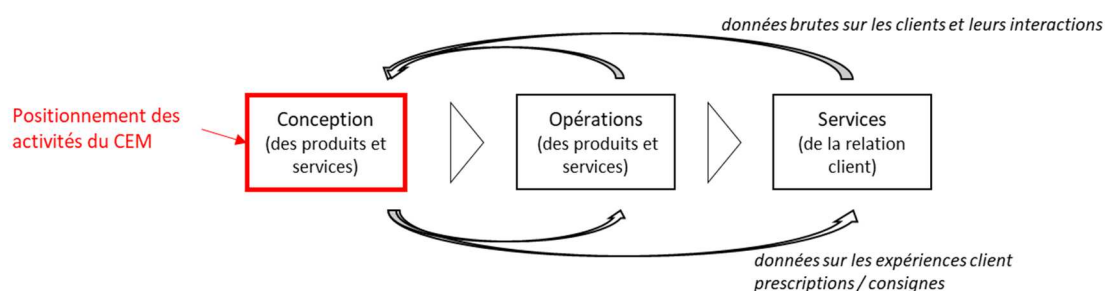 données brutes sur les clients et leurs interactions
Positionnement des
activités du CEM
Conception
(des produits et
services)
Opérations
(des produits et
services)
Services
(de la relation
client)
données sur les expériences client
prescriptions / consignes